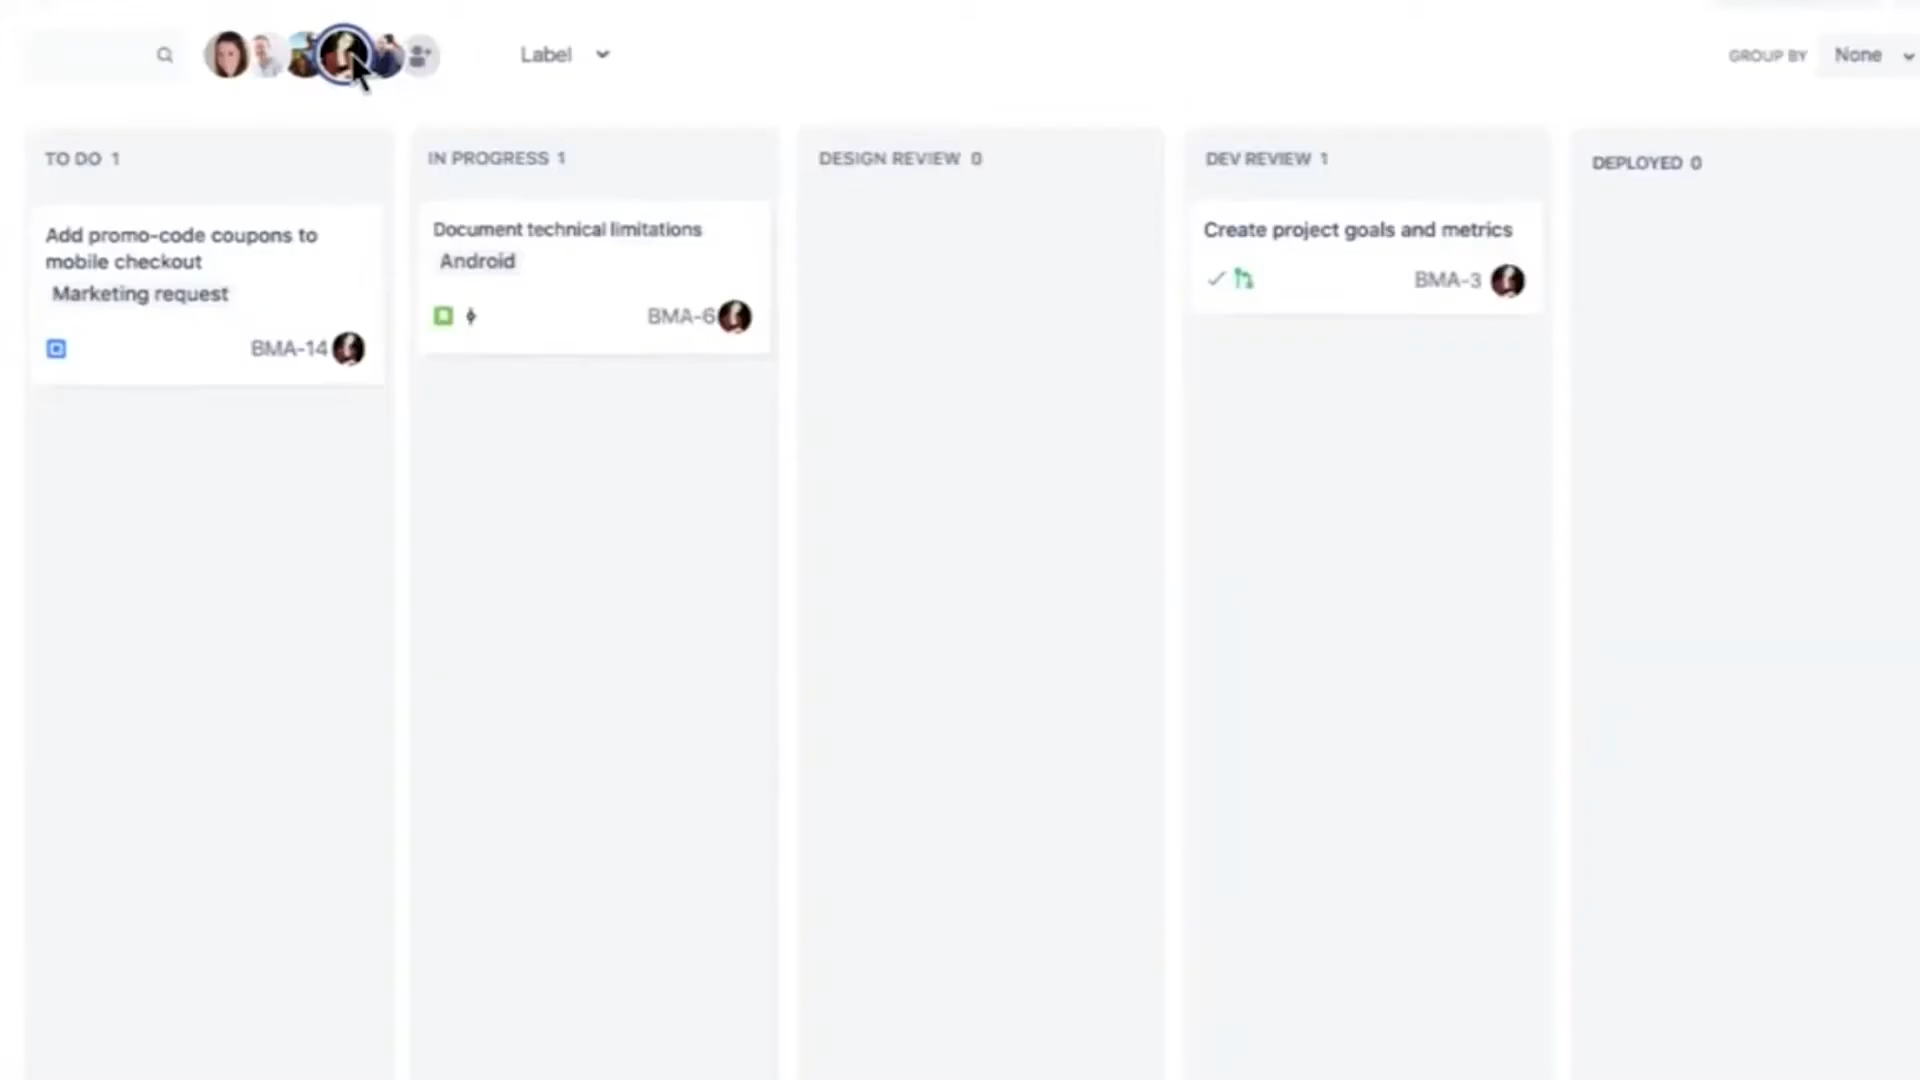 Label
GROUP BY None
TO DO 1
Add promo-code coupons to
mobile checkout
Marketing request
BMA-14
IN PROGRESS 1
Document technical limitations
Android
BMA-6
DESIGN REVIEW 0
DEV REVIEW 1
Create project goals and metrics
BMA-3
DEPLOYED 0